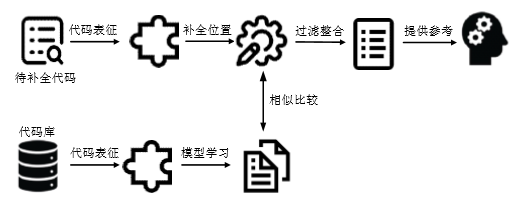 代码表征
补全位置
过滤整合
提供参考
待补全代码
相似比较
代码库
代码表征
模型学习